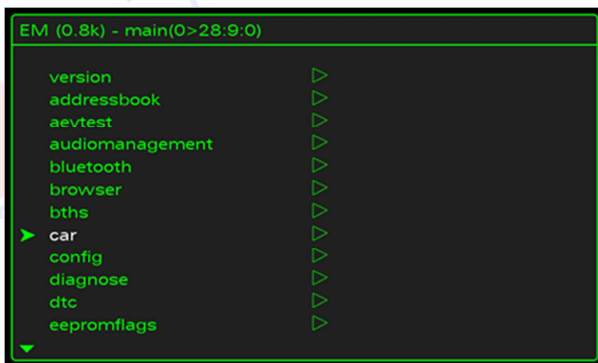 EM (0.8k) - main(0>28:9:0)
version
addressbook
aevtest
audiomanagement
bluetooth
browser
bths
car
config
diagnose
dtc
eepromflags